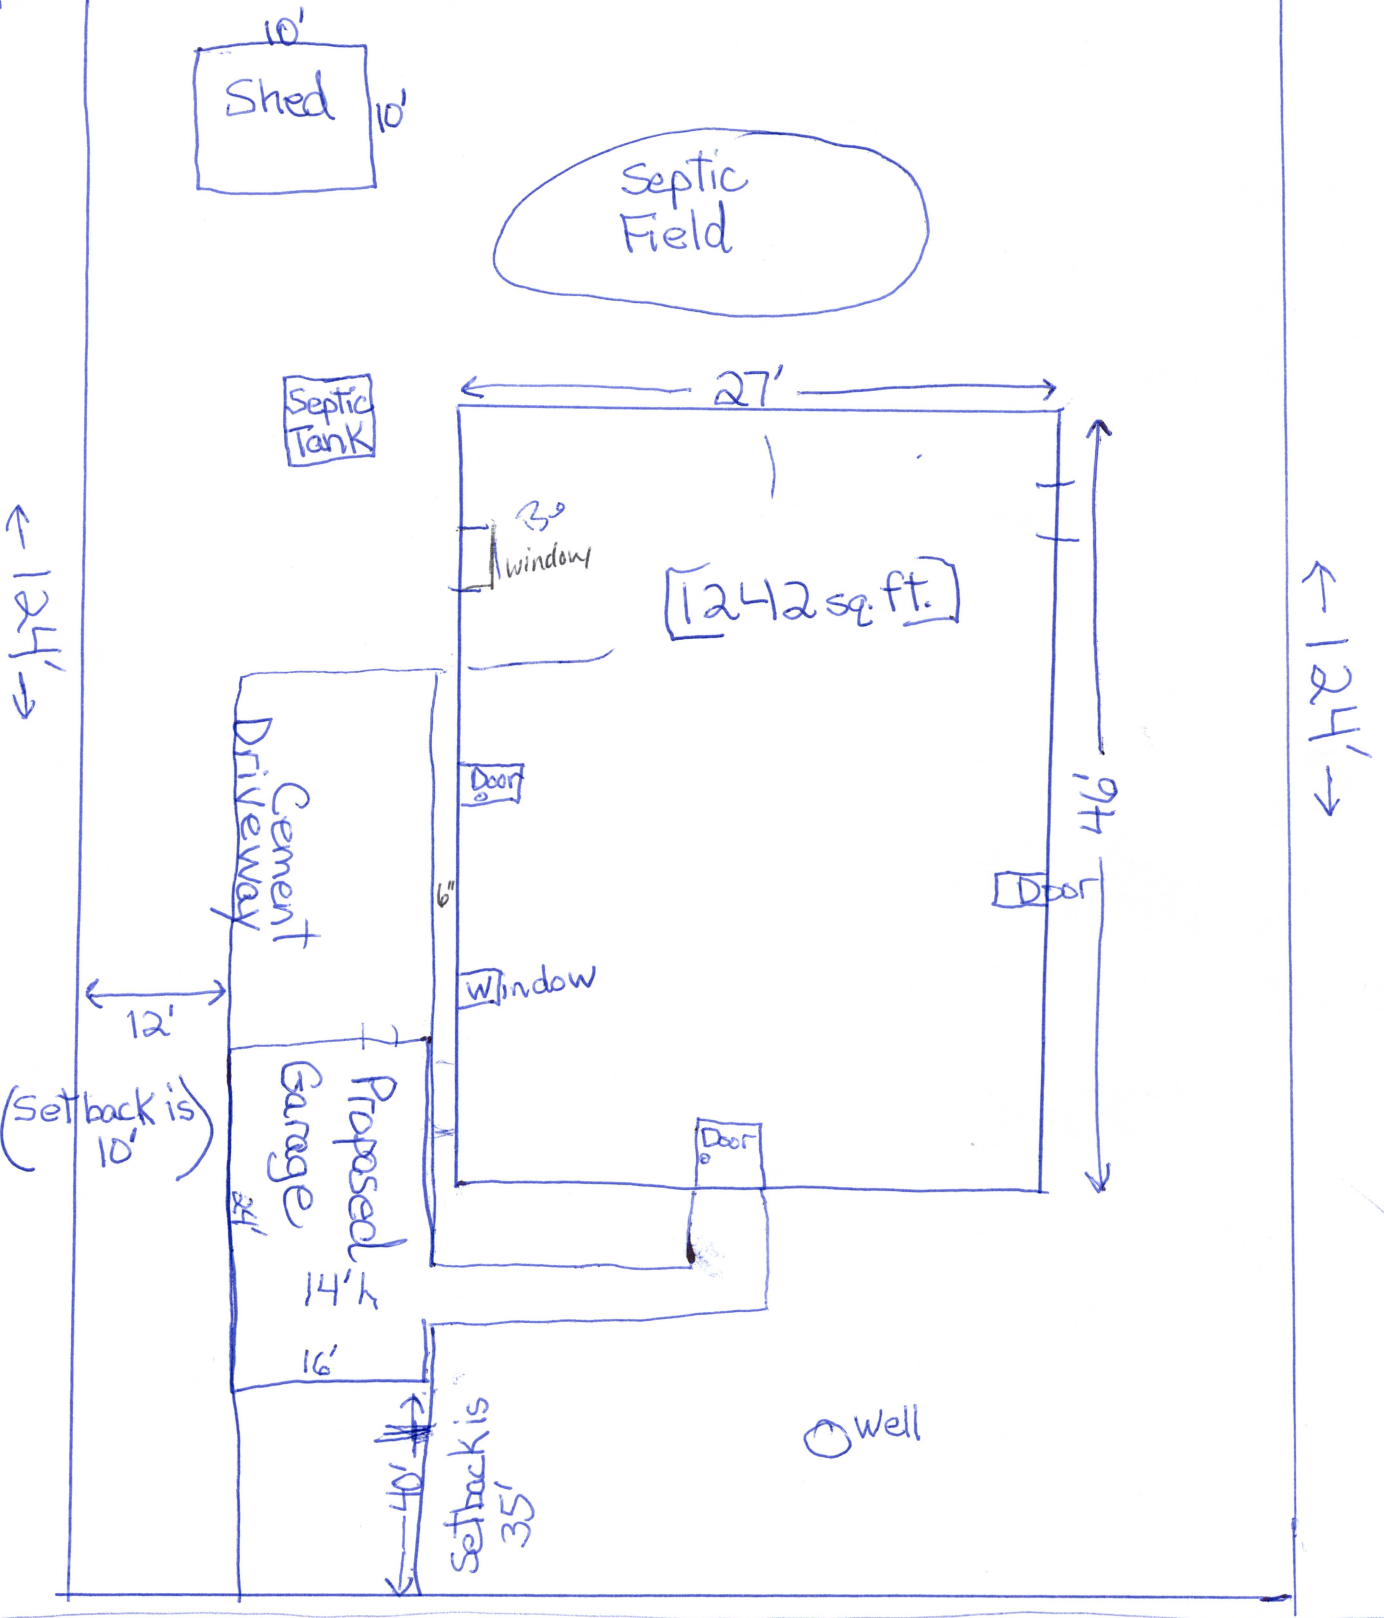 10'
Shed
10'
Septic
Field
Septic
Tank
27'
window
[1242 sq.ft.]
124'
124'
Cement
Driveway
Door
46'
6"
Door
Window
12'
(Setback is
10')
Proposed
Garage
24'
14'h
16'
Door
40'
Setback is
35'
Well